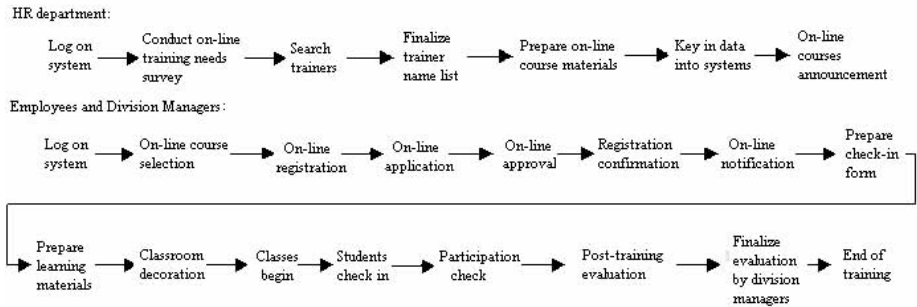 HR department:
Log on
system
Conduct on-line
training needs
survey
Search
trainers
Finalize
trainer
name list
Prepare on-line
course materials
Key in data
into systems
On-line
courses
announcement
Employees and Division Managers:
Log on
system
On-line course
selection
On-line
registration
On-line
application
On-line
approval
Registration
confirmation
On-line
notification
Prepare
check-in
form
Prepare
learning
materials
Classroom
decoration
Classes
begin
Students
check in
Participation
check
Post-training
evaluation
Finalize
evaluation
by division
managers
End of
training